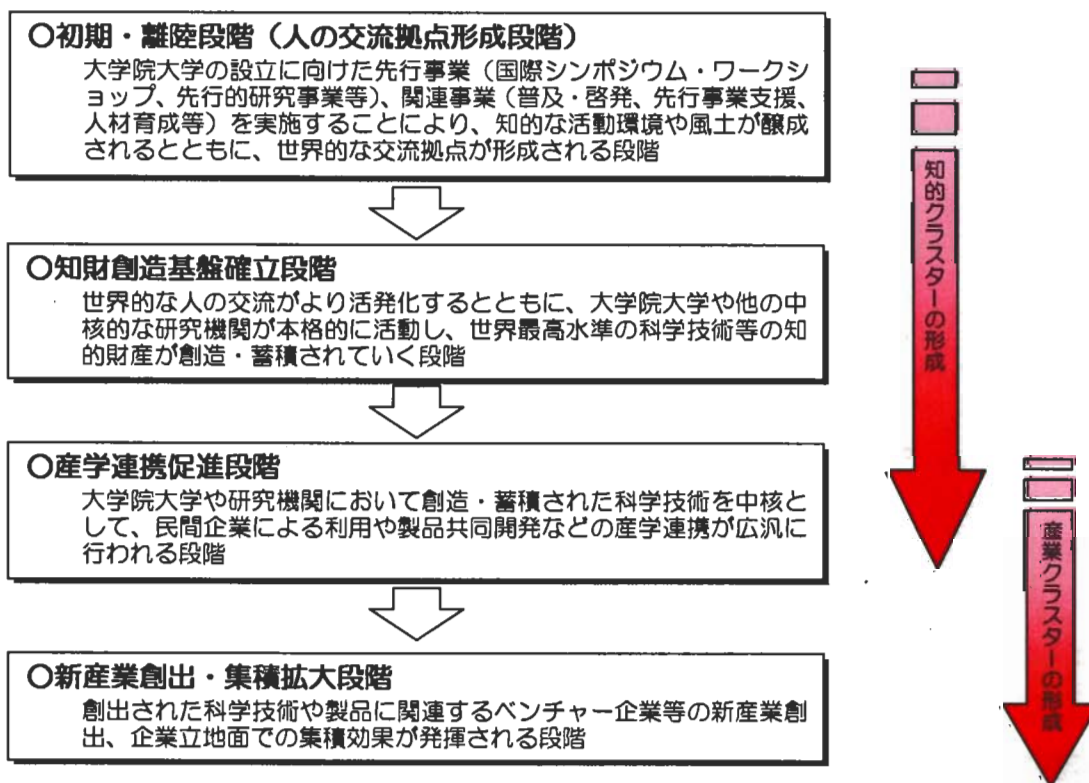 ○初期・離陸段階（人の交流拠点形成段階）
大学院大学の設立に向けた先行事業（国際シンポジウム・ワークシ
ョップ、先行的研究事業等）、関連事業（普及・啓発、先行事業支援、
人材育成等）を実施することにより、知的な活動環境や風土が醸成
されるとともに、世界的な交流拠点が形成される段階
○知財創造基盤確立段階
世界的な人の交流がより活発化するとともに、大学院大学や他の中
核的な研究機関が本格的に活動し、世界最高水準の科学技術等の知
的財産が創造・蓄積されていく段階
○産学連携促進段階
大学院大学や研究機関において創造・蓄積された科学技術を中核と
して、民間企業による利用や製品共同開発などの産学連携が広汎に
行われる段階
○新産業創出・集積拡大段階
創出された科学技術や製品に関連するベンチャー企業等の新産業創
出、企業立地面での集積効果が発揮される段階
知的クラスターの形成
産業クラスターの形成